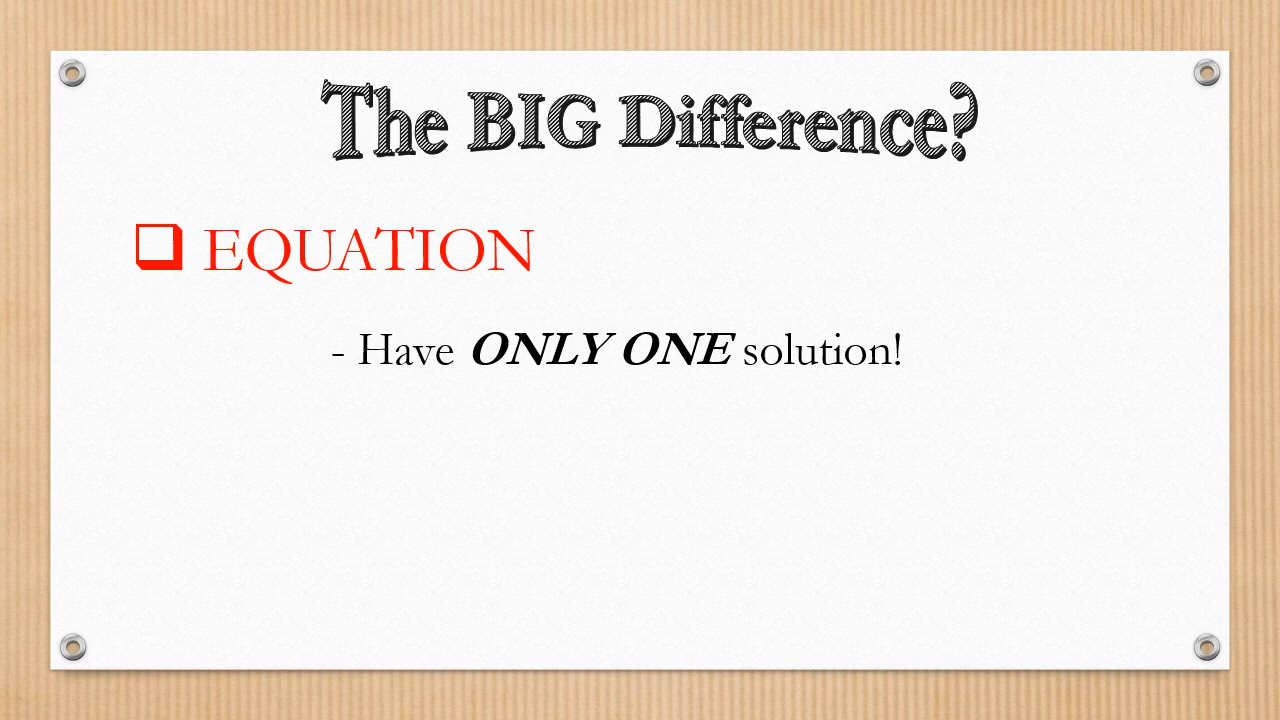 The BIG Difference?
❑ EQUATION
- Have ONLY ONE solution!